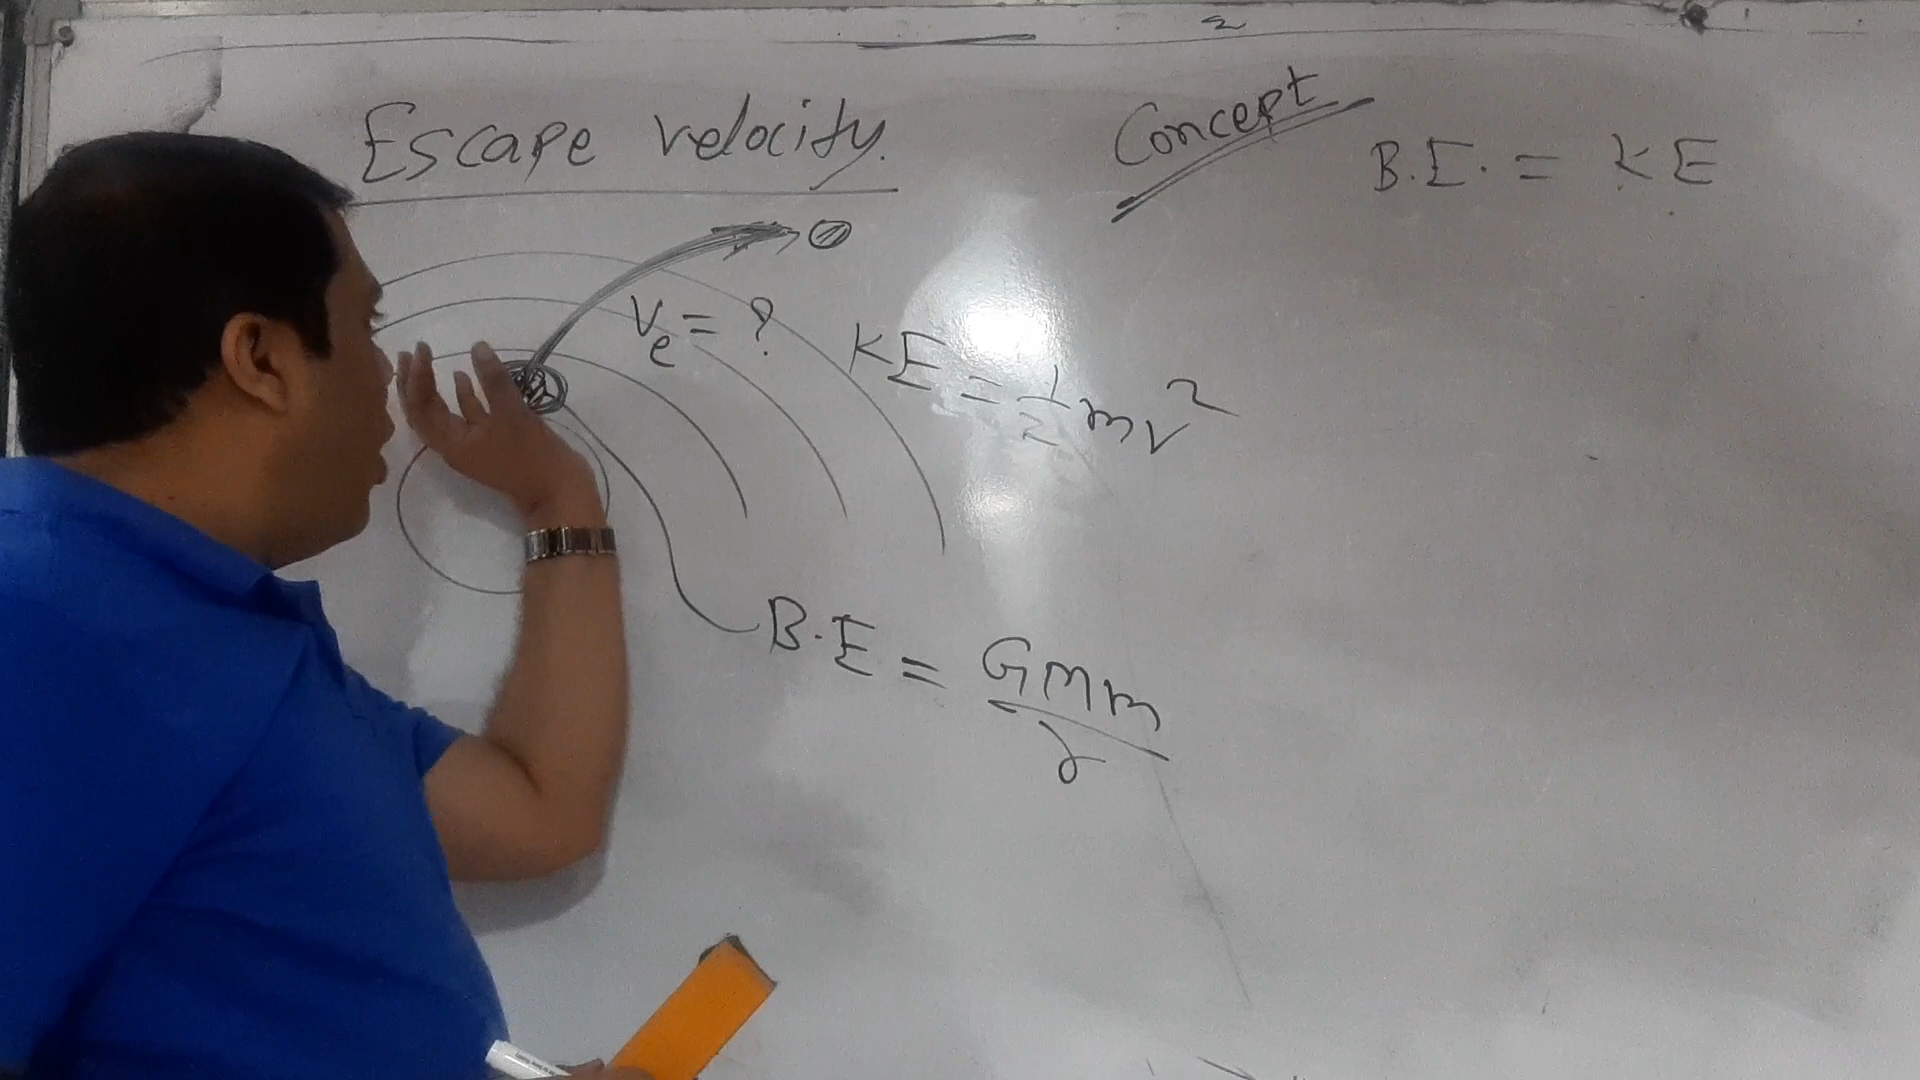 Escape velocity.
Concept
B.E. = KE
Ve = ?
KE = 1/2 mv²
B.E = GMm/r